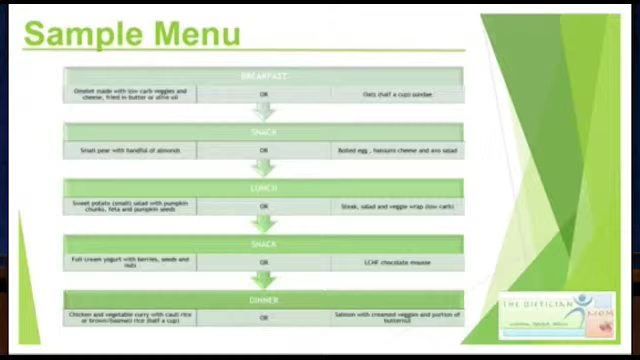 Sample Menu
BREAKFAST
Omelet made with low carb veggies and
cheese, fried in butter or olive oil
OR
Oats (half a cup) sundae
SNACK
Small pear with handful of almonds
OR
Boiled egg , haloumi cheese and avo salad
LUNCH
Sweet potato (small) salad with pumpkin
chunks, feta and pumpkin seeds
OR
Steak, salad and veggie wrap (low carb)
SNACK
Full cream yogurt with berries, seeds and
nuts
OR
LCHF chocolate mousse
DINNER
Chicken and vegetable curry with cauli rice
or brown/basmati rice (half a cup)
OR
Salmon with creamed veggies and portion of
butternut
THE DIETICIAN
MOM